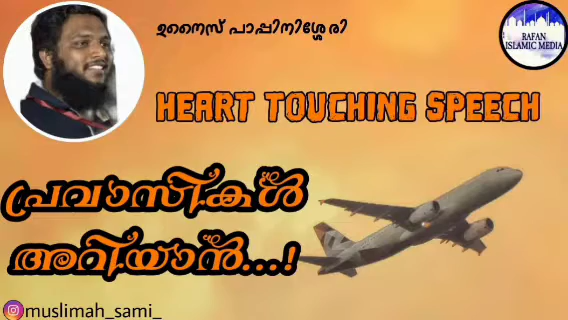 ഉനൈസ് പാപ്പിനിശ്ശേരി
RAFAN
ISLAMIC MEDIA
HEART TOUCHING SPEECH
പ്രവാസികൾ
അറിയാൻ...!
muslimah_sami_